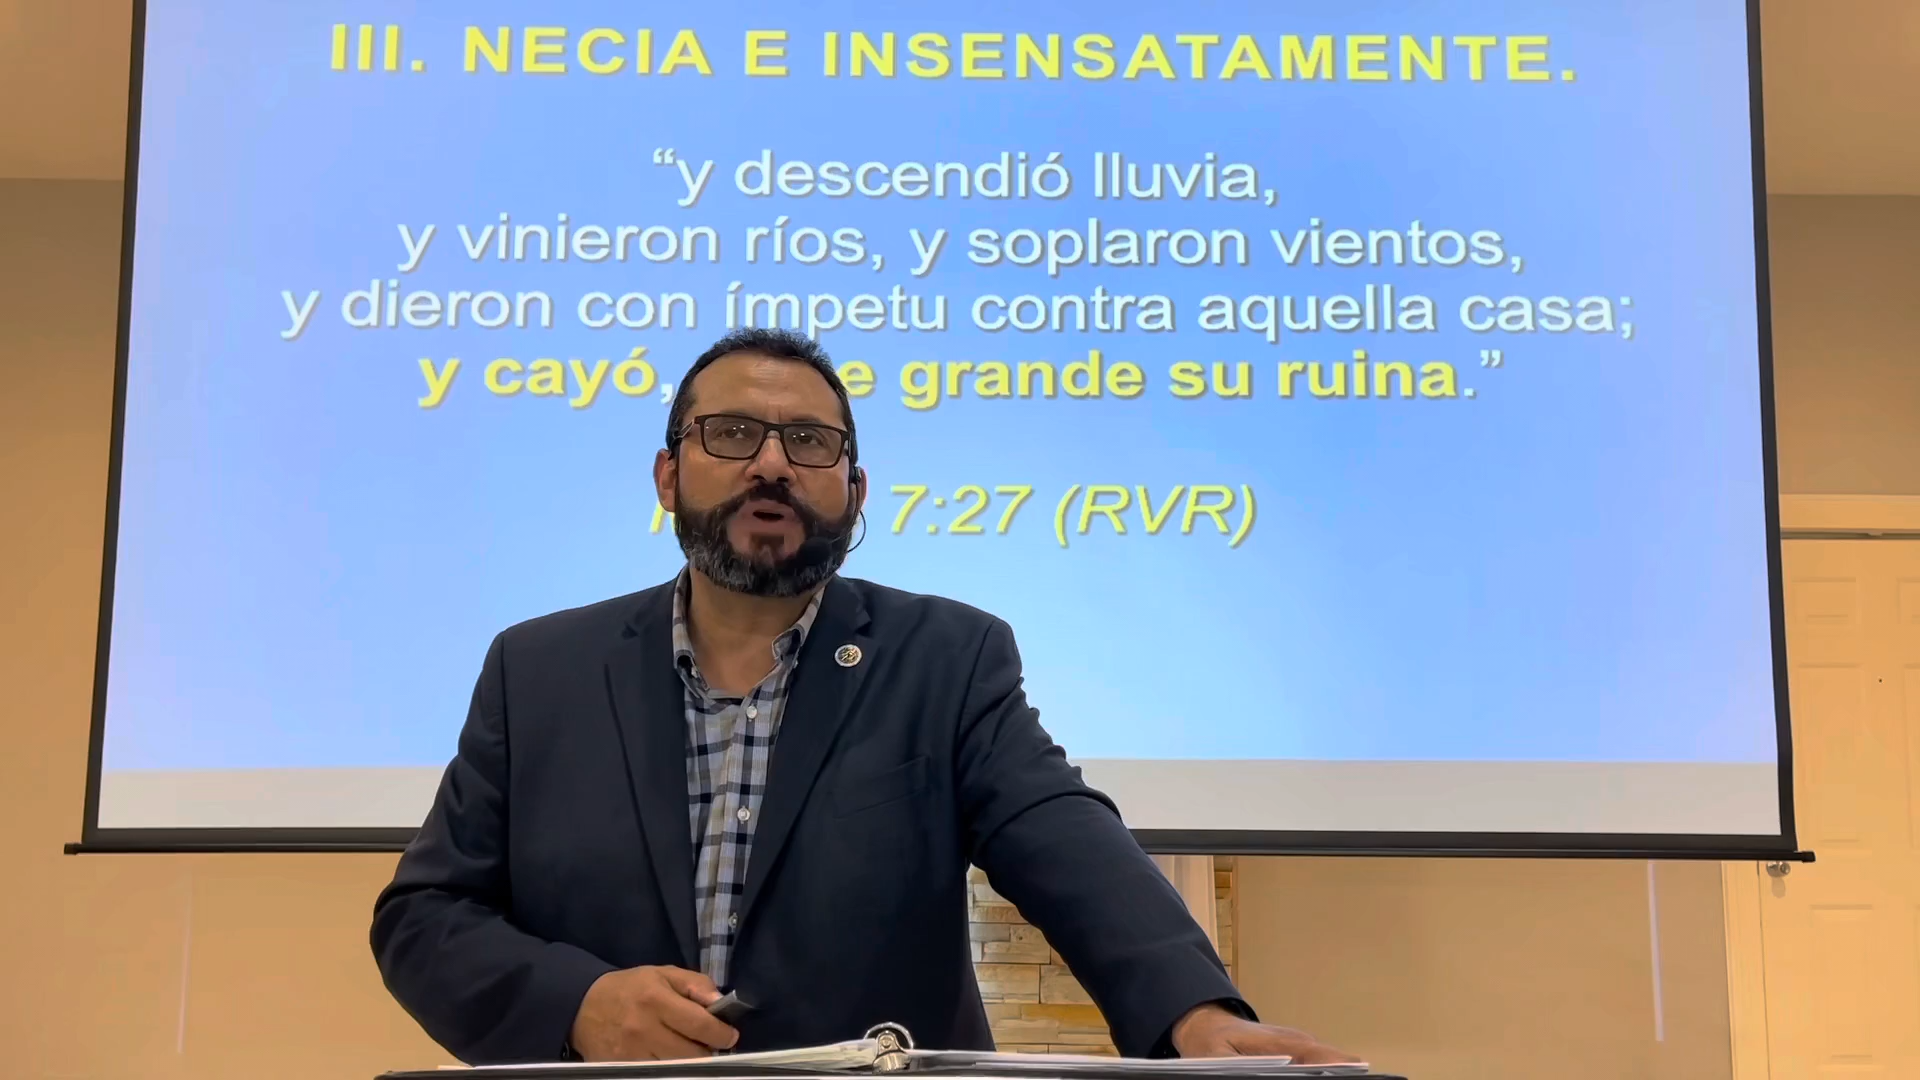 III. NECIA E INSENSATAMENTE.
“y descendió lluvia,
y vinieron ríos, y soplaron vientos,
y dieron con ímpetu contra aquella casa;
y cayó, grande su ruina.”
7:27 (RVR)